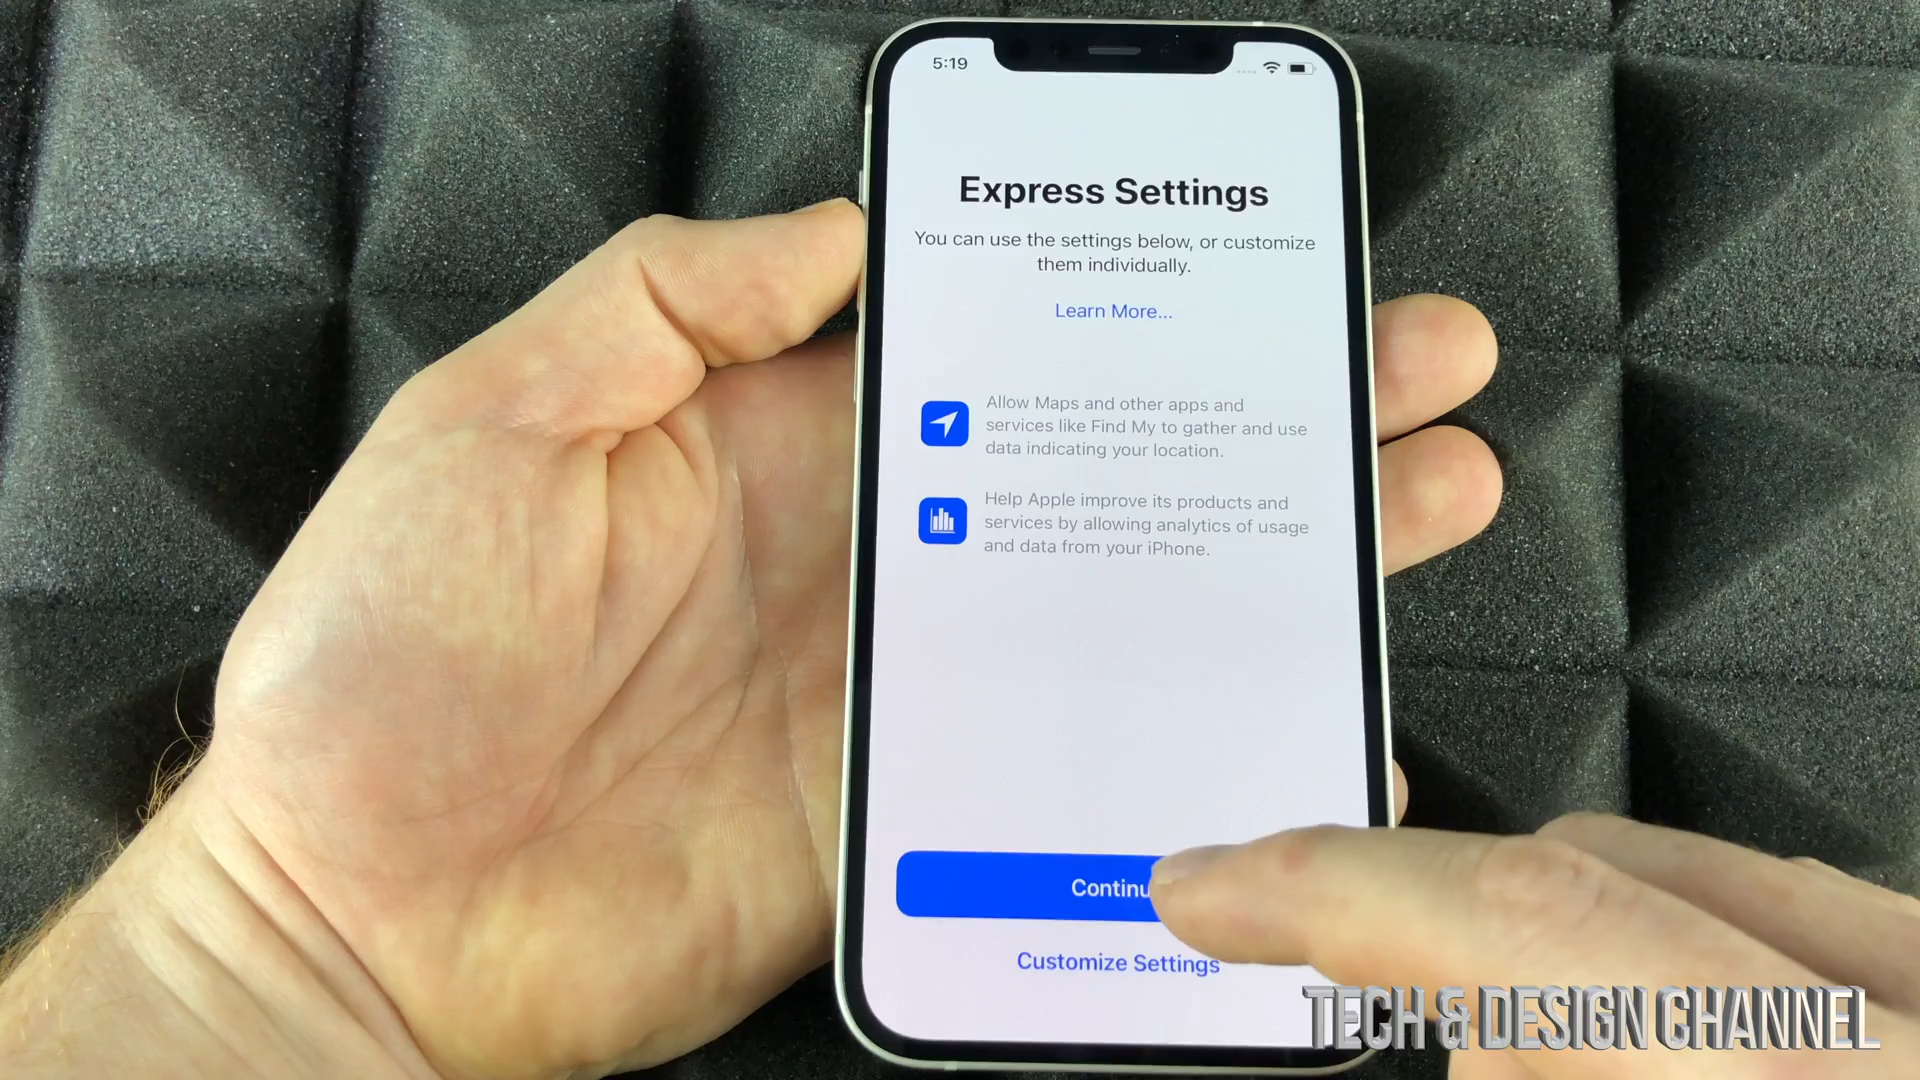 5:19
Express Settings
You can use the settings below, or customize
them individually.
Learn More...
Allow Maps and other apps and
services like Find My to gather and use
data indicating your location.
Help Apple improve its products and
services by allowing analytics of usage
and data from your iPhone.
Continu
Customize Settings
TECH & DESIGN CHANNEL